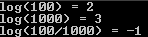 log(100) = 2
log(1000) = 3
log(100/1000) = -1